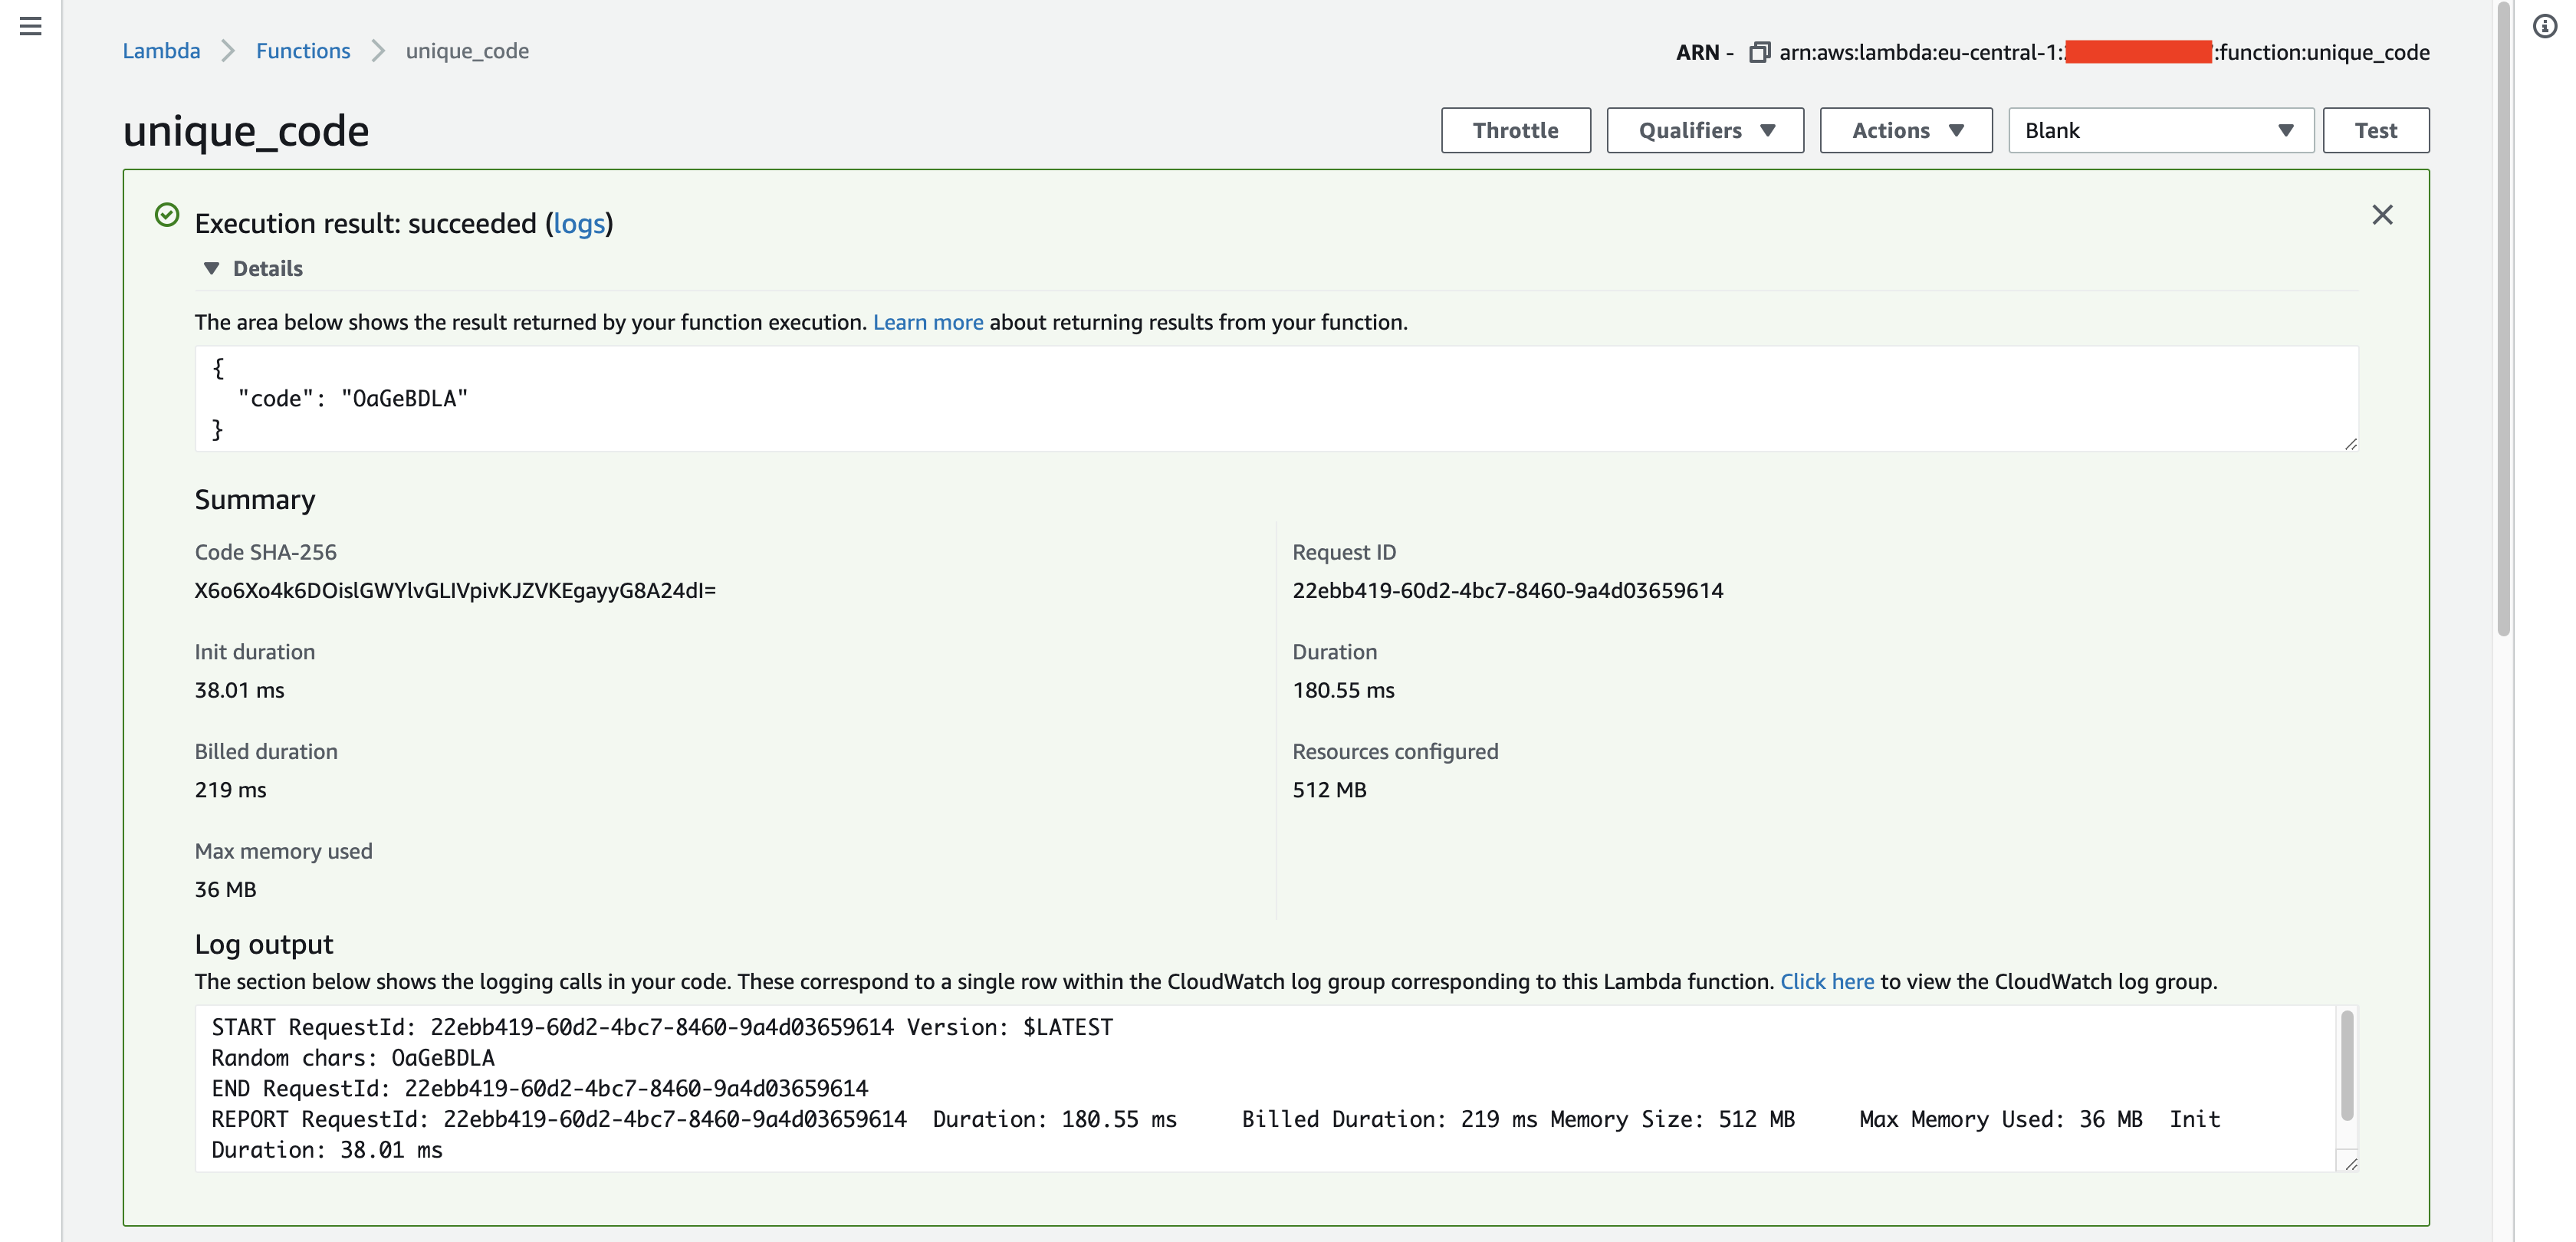 Lambda > Functions > unique_code
ARN - arn:aws:lambda:eu-central-1: :function:unique_code
unique_code
Throttle
Qualifiers
Actions
Blank
Test
Execution result: succeeded (logs)
Details
The area below shows the result returned by your function execution. Learn more about returning results from your function.
{
"code": "OaGeBDLA"
}
Summary
Code SHA-256
X6o6Xo4k6DOislGWYlvGLIVpivKJZVKEgayyG8A24dI=
Request ID
22ebb419-60d2-4bc7-8460-9a4d03659614
Init duration
38.01 ms
Duration
180.55 ms
Billed duration
219 ms
Resources configured
512 MB
Max memory used
36 MB
Log output
The section below shows the logging calls in your code. These correspond to a single row within the CloudWatch log group corresponding to this Lambda function. Click here to view the CloudWatch log group.
START RequestId: 22ebb419-60d2-4bc7-8460-9a4d03659614 Version: $LATEST
Random chars: OaGeBDLA
END RequestId: 22ebb419-60d2-4bc7-8460-9a4d03659614
REPORT RequestId: 22ebb419-60d2-4bc7-8460-9a4d03659614 Duration: 180.55 ms Billed Duration: 219 ms Memory Size: 512 MB Max Memory Used: 36 MB Init
Duration: 38.01 ms